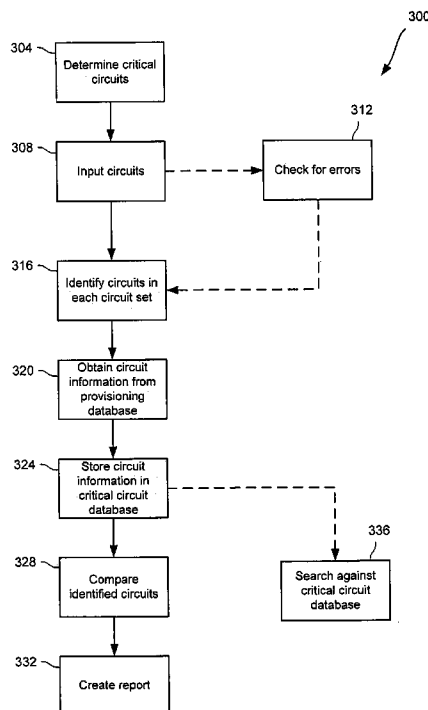 300
304
Determine critical
circuits
312
308
Input circuits
Check for errors
316
Identify circuits in
each circuit set
320
Obtain circuit
information from
provisioning
database
324
Store circuit
information in
critical circuit
database
336
328
Compare
identified circuits
Search against
critical circuit
database
332
Create report